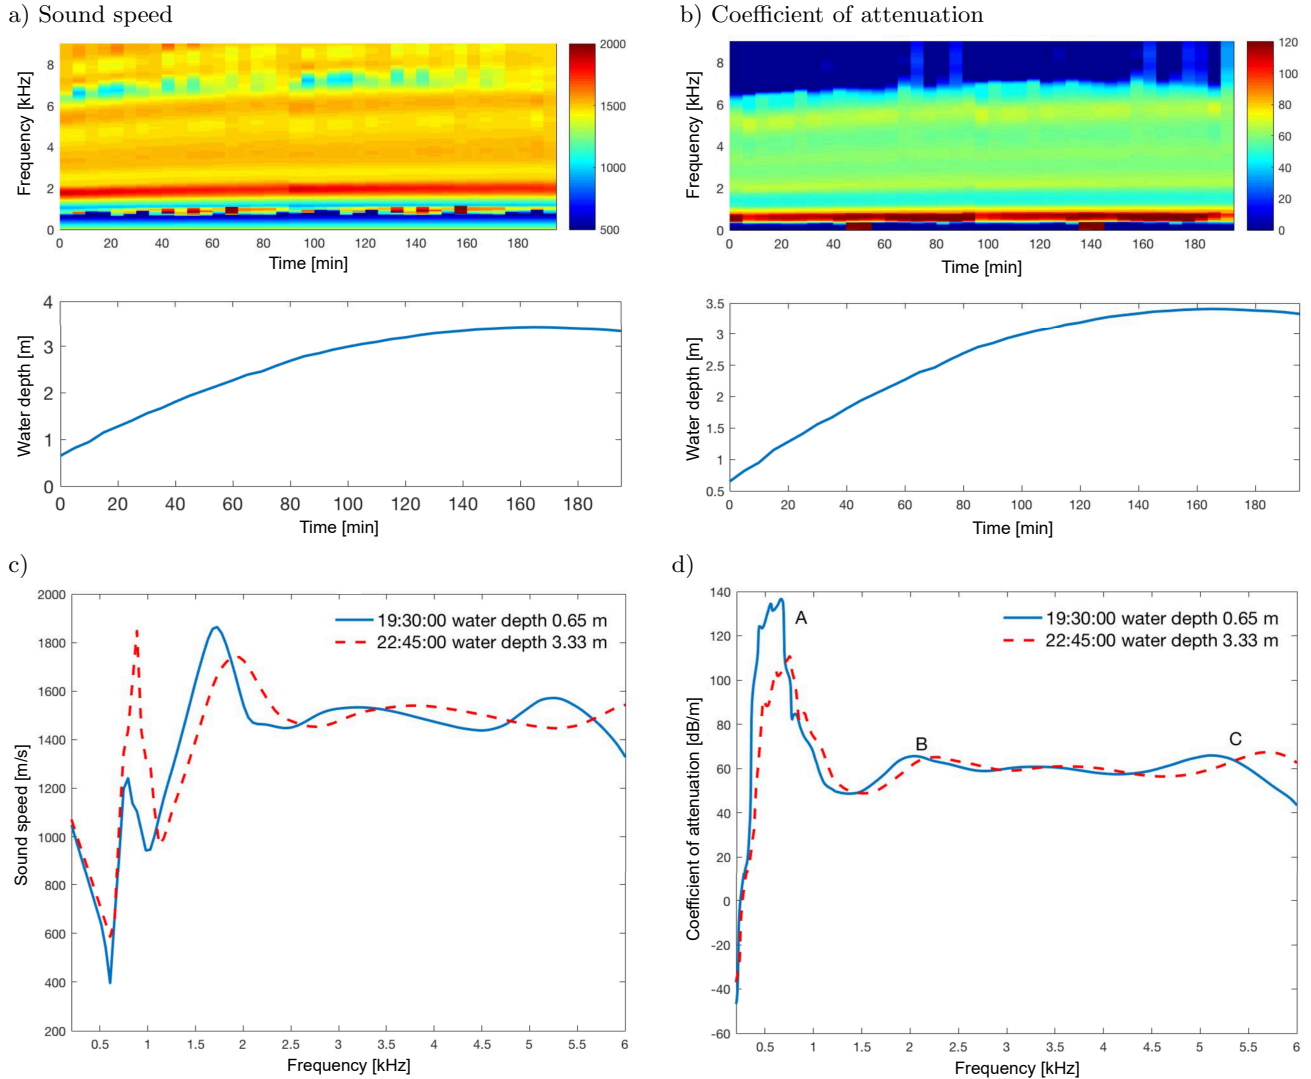 a) Sound speed
b) Coefficient of attenuation
Frequency [kHz]
8
6
4
2
0
0 20 40 60 80 100 120 140 160 180
Time [min]
2000
1500
1000
500
Frequency [kHz]
8
6
4
2
0
0 20 40 60 80 100 120 140 160 180
Time [min]
120
100
80
60
40
20
0
Water depth [m]
4
3
2
1
0
0 20 40 60 80 100 120 140 160 180
Time [min]
Water depth [m]
3.5
3
2.5
2
1.5
1
0.5
0 20 40 60 80 100 120 140 160 180
Time [min]
c)
d)
Sound speed [m/s]
2000
1800
1600
1400
1200
1000
800
600
400
200
19:30:00 water depth 0.65 m
22:45:00 water depth 3.33 m
0.5 1 1.5 2 2.5 3 3.5 4 4.5 5 5.5 6
Frequency [kHz]
Coefficient of attenuation [dB/m]
140
120
100
80
60
40
20
0
-20
-40
-60
19:30:00 water depth 0.65 m
22:45:00 water depth 3.33 m
A
B
C
0.5 1 1.5 2 2.5 3 3.5 4 4.5 5 5.5 6
Frequency [kHz]